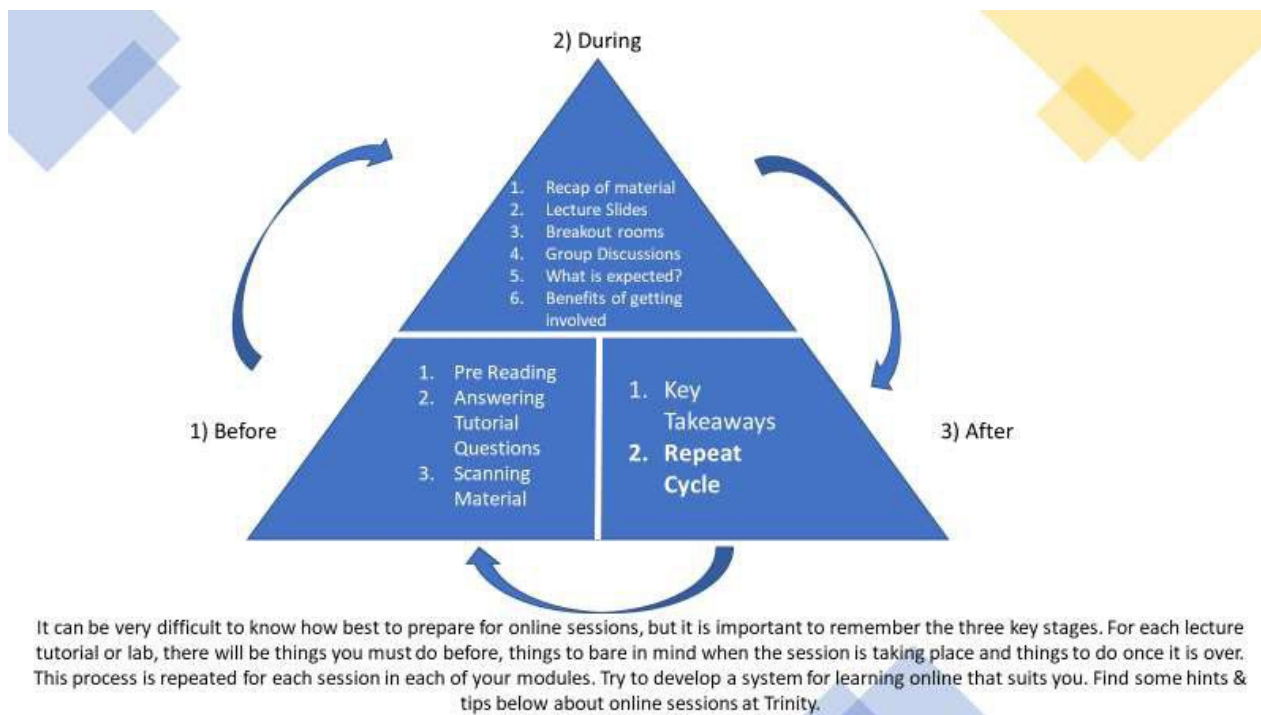 2) During
1. Recap of material
2. Lecture Slides
3. Breakout rooms
4. Group Discussions
5. What is expected?
6. Benefits of getting
involved
1) Before
1. Pre Reading
2. Answering
Tutorial
Questions
3. Scanning
Material
1. Key
Takeaways
2. Repeat
Cycle
3) After
It can be very difficult to know how best to prepare for online sessions, but it is important to remember the three key stages. For each lecture
tutorial or lab, there will be things you must do before, things to bare in mind when the session is taking place and things to do once it is over.
This process is repeated for each session in each of your modules. Try to develop a system for learning online that suits you. Find some hints &
tips below about online sessions at Trinity.